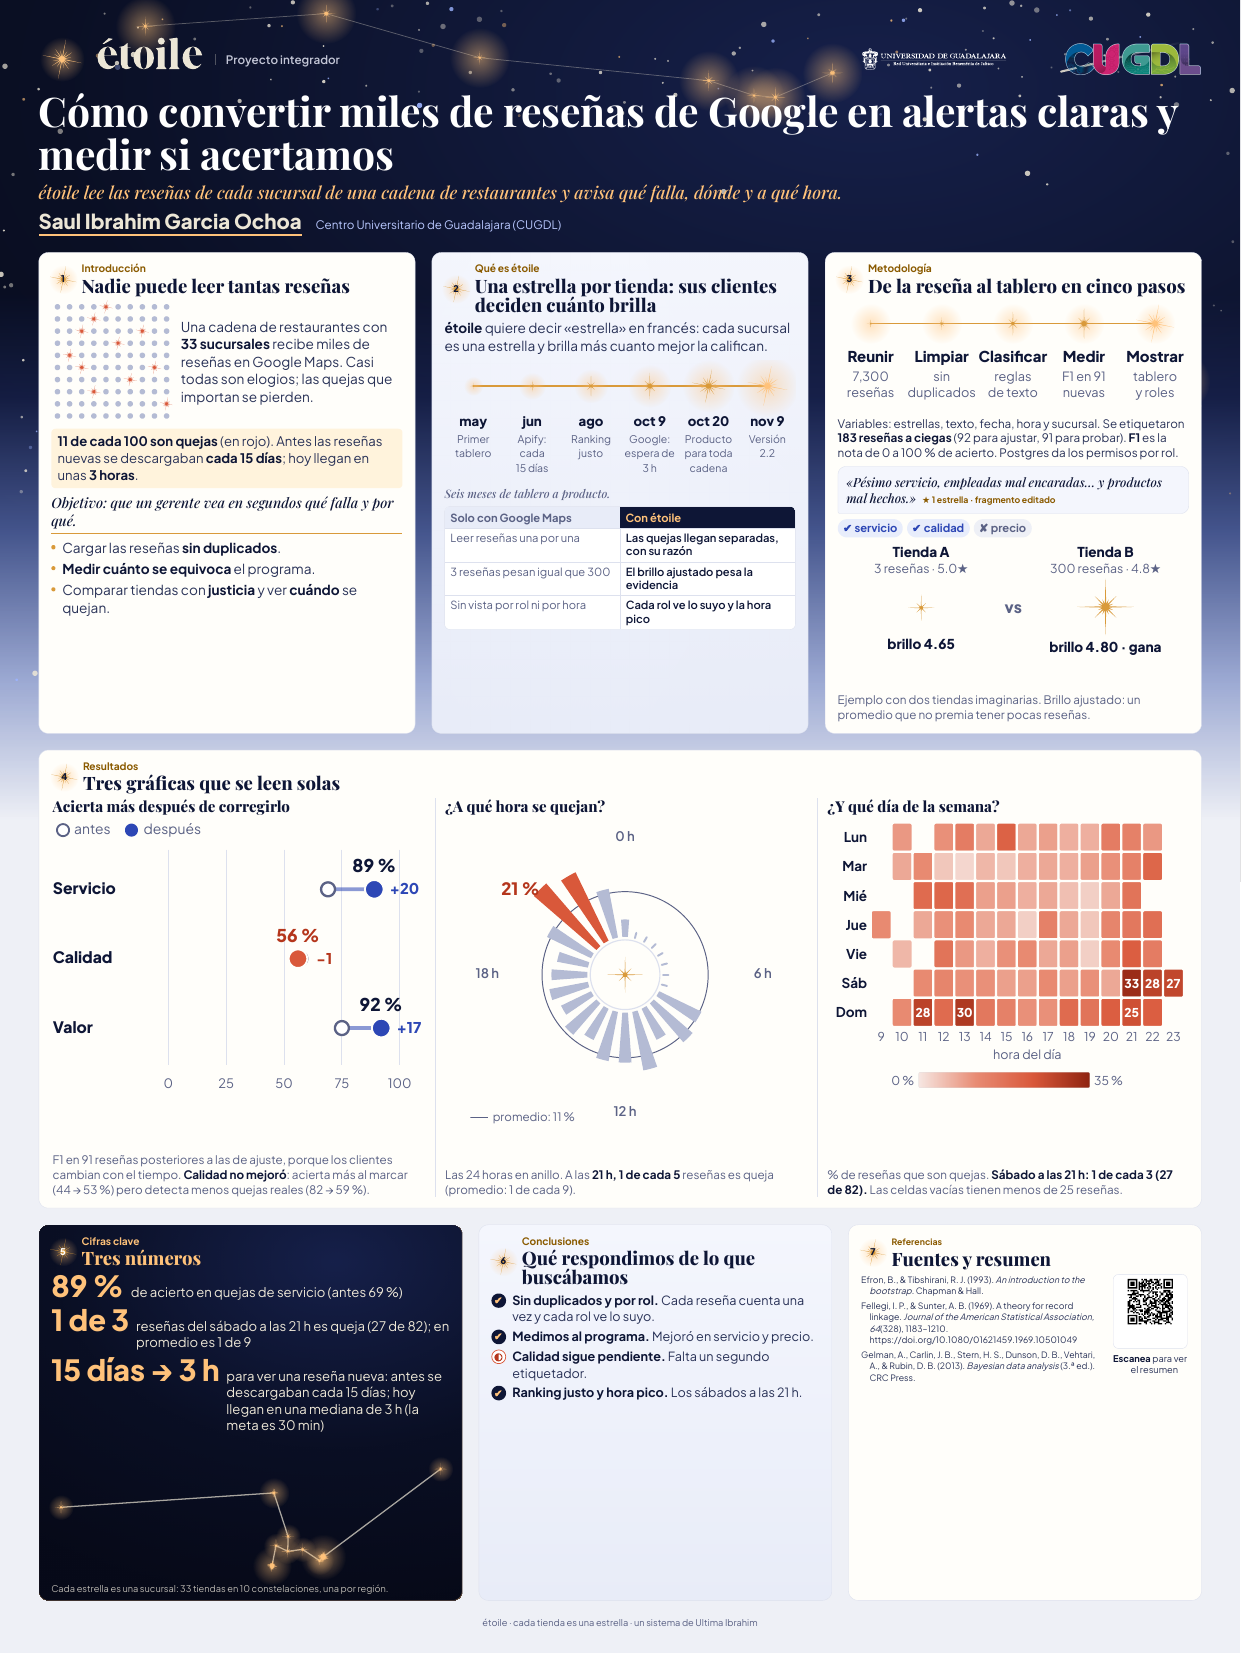 étoile
Proyecto integrador
UNIVERSIDAD DE GUADALAJARA
Red Universitaria e Institución Benemérita de Jalisco
CUGDL
Cómo convertir miles de reseñas de Google en alertas claras y
medir si acertamos
étoile lee las reseñas de cada sucursal de una cadena de restaurantes y avisa qué falla, dónde y a qué hora.
Saul Ibrahim Garcia Ochoa
Centro Universitario de Guadalajara (CUGDL)
1
Introducción
Nadie puede leer tantas reseñas
Una cadena de restaurantes con
33 sucursales recibe miles de
reseñas en Google Maps. Casi
todas son elogios; las quejas que
importan se pierden.
11 de cada 100 son quejas (en rojo). Antes las reseñas
nuevas se descargaban cada 15 días; hoy llegan en
unas 3 horas.
Objetivo: que un gerente vea en segundos qué falla y por
qué.
• Cargar las reseñas sin duplicados.
• Medir cuánto se equivoca el programa.
• Comparar tiendas con justicia y ver cuándo se
quejan.
2
Qué es étoile
Una estrella por tienda: sus clientes
deciden cuánto brilla
étoile quiere decir «estrella» en francés: cada sucursal
es una estrella y brilla más cuanto mejor la califican.
may jun ago oct 9 oct 20 nov 9
Primer Apify: Ranking Google: Producto Versión
tablero cada justo espera de para toda 2.2
15 días 3 h cadena
Seis meses de tablero a producto.
Solo con Google Maps Con étoile
Leer reseñas una por una Las quejas llegan separadas,
con su razón
3 reseñas pesan igual que 300 El brillo ajustado pesa la
evidencia
Sin vista por rol ni por hora Cada rol ve lo suyo y la hora
pico
3
Metodología
De la reseña al tablero en cinco pasos
Reunir Limpiar Clasificar Medir Mostrar
7,300 sin reglas F1 en 91 tablero
reseñas duplicados de texto nuevas y roles
Variables: estrellas, texto, fecha, hora y sucursal. Se etiquetaron
183 reseñas a ciegas (92 para ajustar, 91 para probar). F1 es la
nota de 0 a 100 % de acierto. Postgres da los permisos por rol.
«Pésimo servicio, empleadas mal encaradas... y productos
mal hechos.» ★ 1 estrella · fragmento editado
✔ servicio ✔ calidad ✘ precio
Tienda A Tienda B
3 reseñas · 5.0★ 300 reseñas · 4.8★
vs
brillo 4.65 brillo 4.80 · gana
Ejemplo con dos tiendas imaginarias. Brillo ajustado: un
promedio que no premia tener pocas reseñas.
4
Resultados
Tres gráficas que se leen solas
Acierta más después de corregirlo
antes después
Servicio 89 % +20
Calidad 56 % -1
Valor 92 % +17
0 25 50 75 100
F1 en 91 reseñas posteriores a las de ajuste, porque los clientes
cambian con el tiempo. Calidad no mejoró: acierta más al marcar
(44 → 53 %) pero detecta menos quejas reales (82 → 59 %).
¿A qué hora se quejan?
0 h
21 %
18 h 6 h
12 h
promedio: 11 %
Las 24 horas en anillo. A las 21 h, 1 de cada 5 reseñas es queja
(promedio: 1 de cada 9).
¿Y qué día de la semana?
Lun
Mar
Mié
Jue
Vie
Sáb 33 28 27
Dom 28 30 25
9 10 11 12 13 14 15 16 17 18 19 20 21 22 23
hora del día
0 % 35 %
% de reseñas que son quejas. Sábado a las 21 h: 1 de cada 3 (27
de 82). Las celdas vacías tienen menos de 25 reseñas.
5
Cifras clave
Tres números
89 % de acierto en quejas de servicio (antes 69 %)
1 de 3 reseñas del sábado a las 21 h es queja (27 de 82); en
promedio es 1 de 9
15 días → 3 h para ver una reseña nueva: antes se
descargaban cada 15 días; hoy
llegan en una mediana de 3 h (la
meta es 30 min)
Cada estrella es una sucursal: 33 tiendas en 10 constelaciones, una por región.
6
Conclusiones
Qué respondimos de lo que
buscábamos
✔ Sin duplicados y por rol. Cada reseña cuenta una
vez y cada rol ve lo suyo.
✔ Medimos al programa. Mejoró en servicio y precio.
◐ Calidad sigue pendiente. Falta un segundo
etiquetador.
✔ Ranking justo y hora pico. Los sábados a las 21 h.
7
Referencias
Fuentes y resumen
Efron, B., & Tibshirani, R. J. (1993). An introduction to the
bootstrap. Chapman & Hall.
Fellegi, I. P., & Sunter, A. B. (1969). A theory for record
linkage. Journal of the American Statistical Association,
64(328), 1183–1210.
https://doi.org/10.1080/01621459.1969.10501049
Gelman, A., Carlin, J. B., Stern, H. S., Dunson, D. B., Vehtari,
A., & Rubin, D. B. (2013). Bayesian data analysis (3.ª ed.).
CRC Press.
Escanea para ver
el resumen
étoile · cada tienda es una estrella · un sistema de Ultima Ibrahim